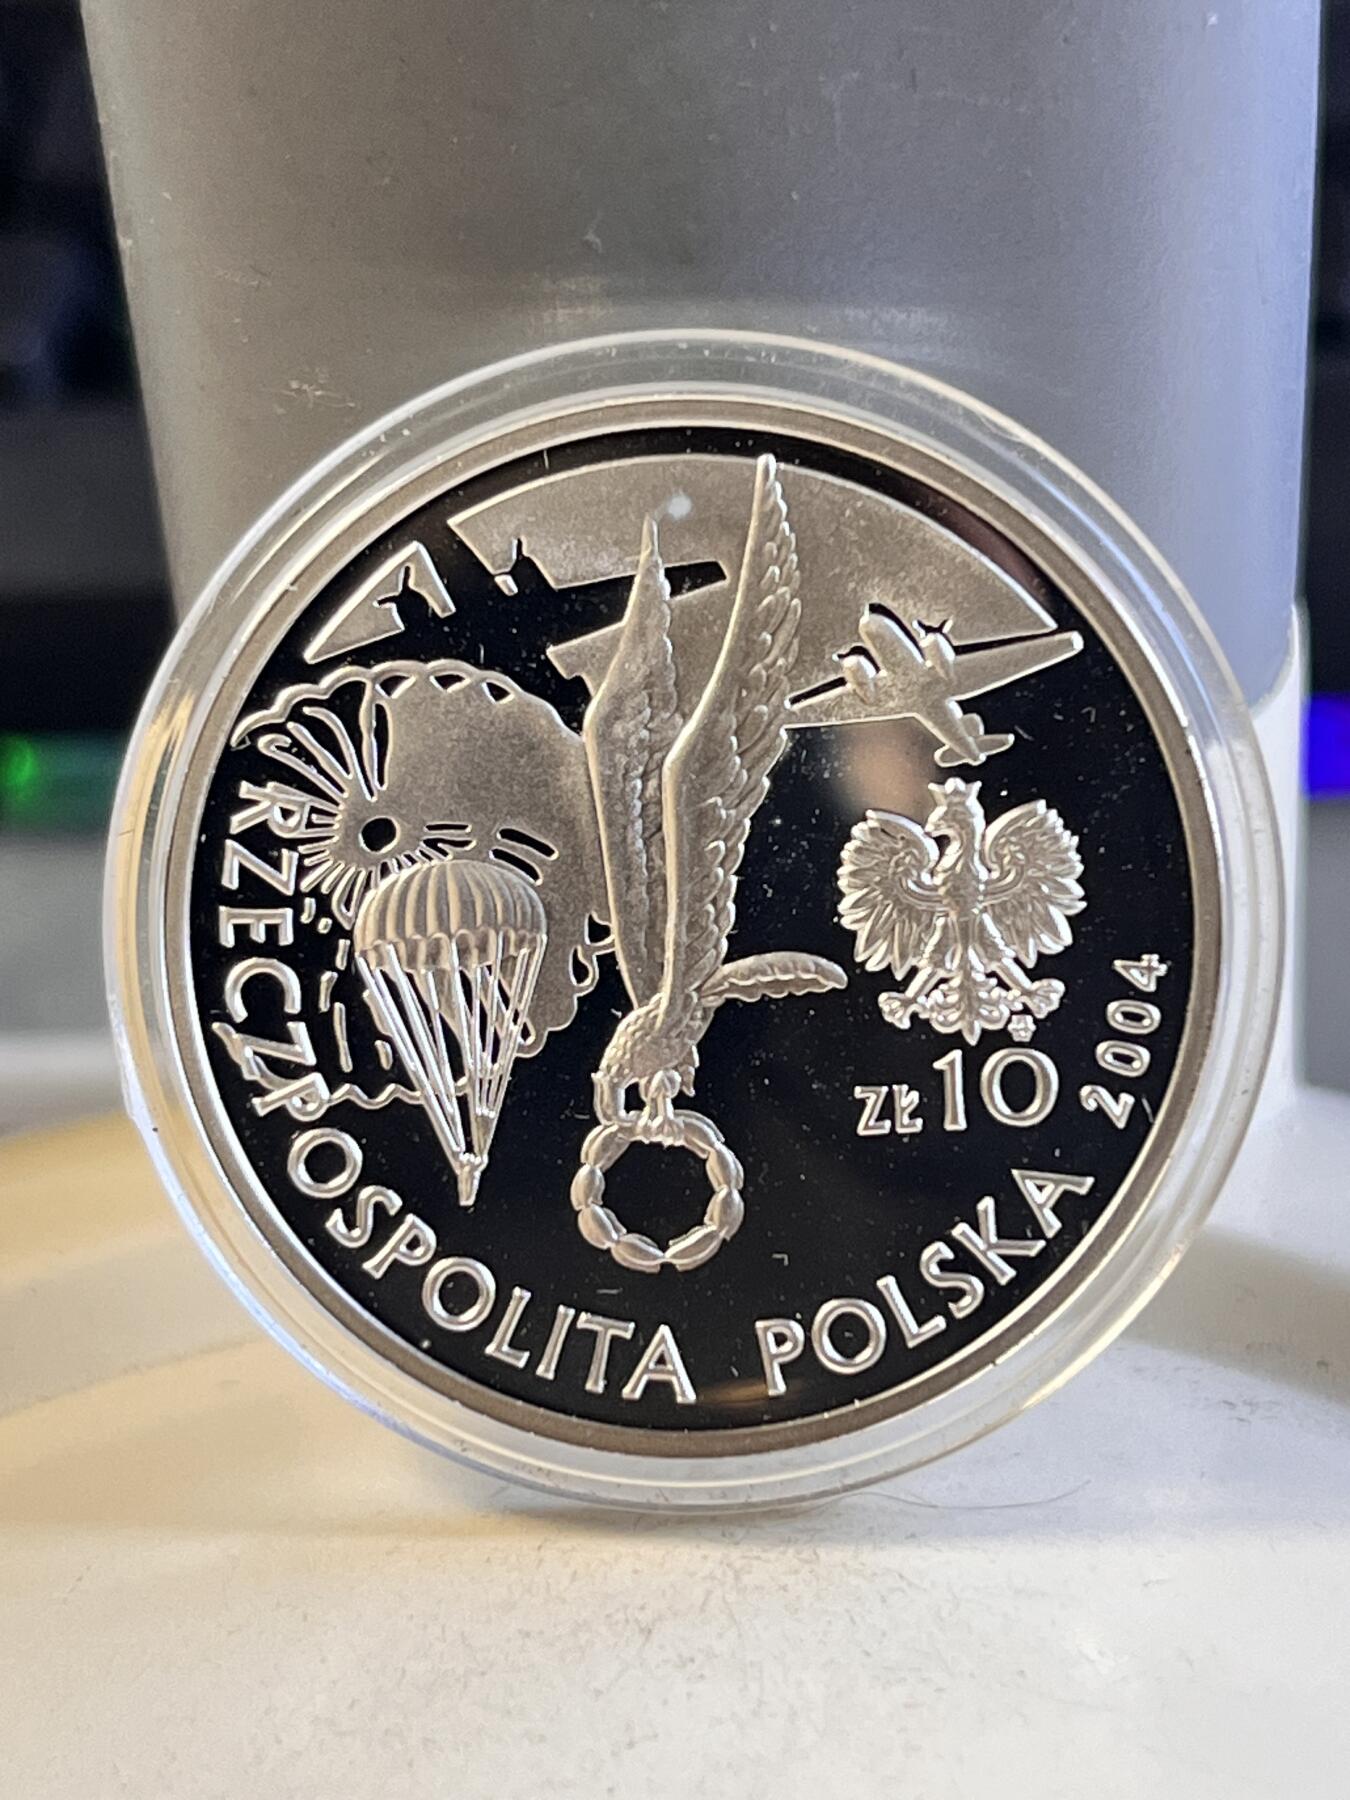 RZECZPOSPOLITA POLSKA 2004
ZŁ 10